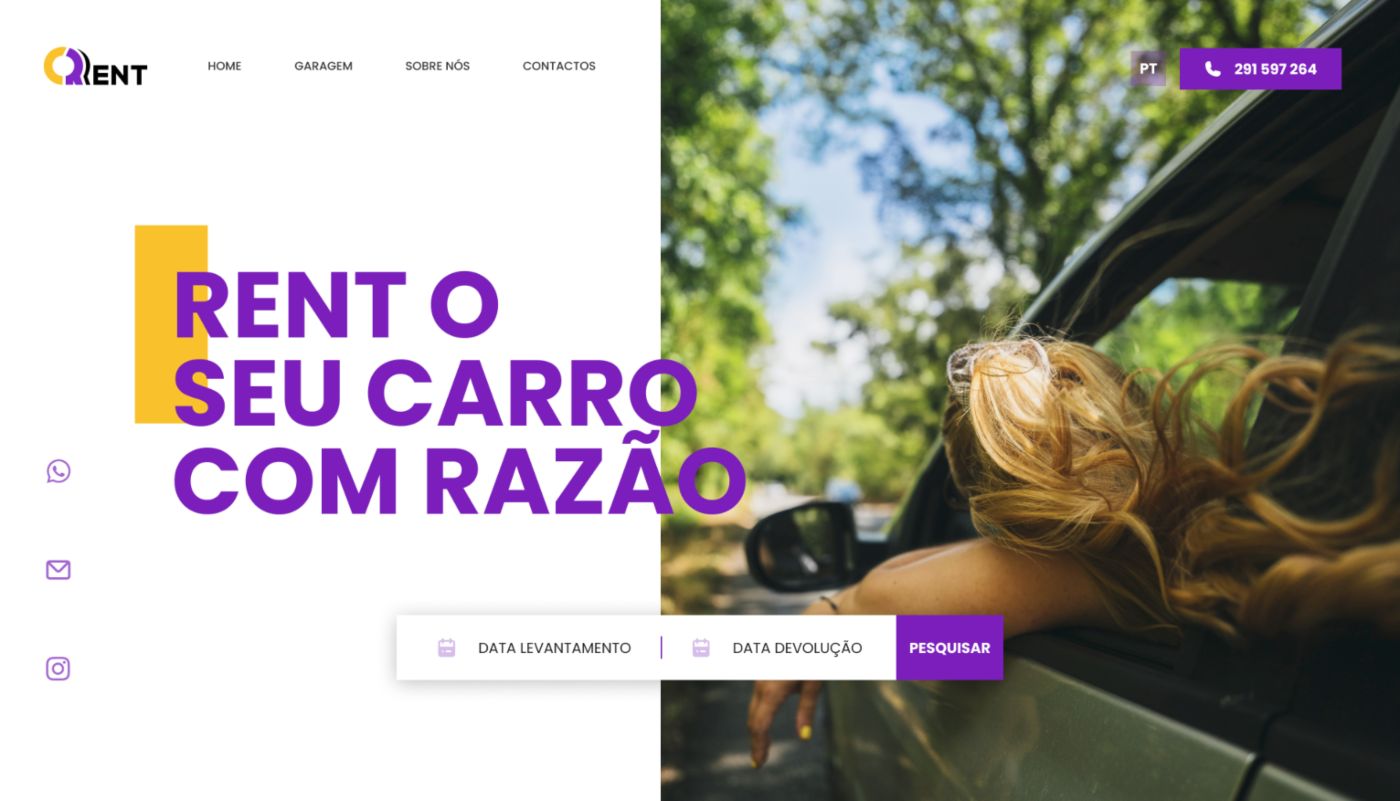 RENT
HOME
GARAGEM
SOBRE NÓS
CONTACTOS
PT
291 597 264
RENT O
SEU CARRO
COM RAZÃO
DATA LEVANTAMENTO
DATA DEVOLUÇÃO
PESQUISAR